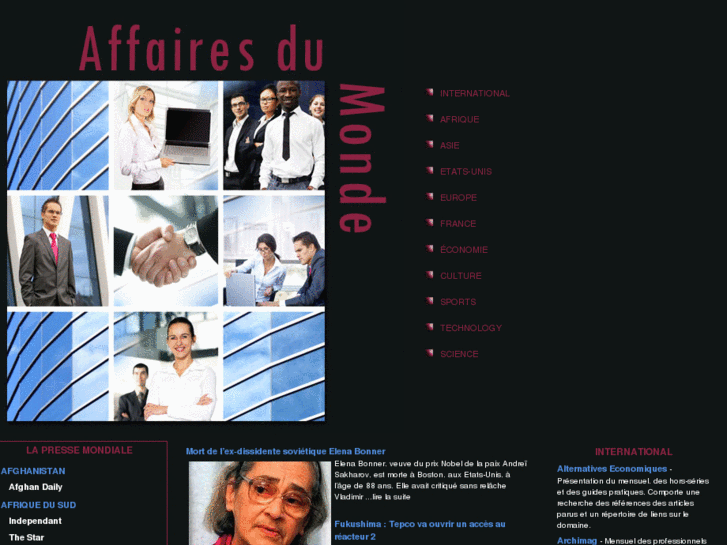 Affaires du
Monde
INTERNATIONAL
AFRIQUE
ASIE
ETATS-UNIS
EUROPE
FRANCE
ÉCONOMIE
CULTURE
SPORTS
TECHNOLOGY
SCIENCE
LA PRESSE MONDIALE
AFGHANISTAN
Afghan Daily
AFRIQUE DU SUD
Independant
The Star
Mort de l'ex-dissidente soviétique Elena Bonner
Elena Bonner, veuve du prix Nobel de la paix Andreï
Sakharov, est morte à Boston, aux Etats-Unis, à
l'âge de 88 ans. Elle avait critiqué sans relâche
Vladimir ...lire la suite
Fukushima : Tepco va ouvrir un accès au
réacteur 2
INTERNATIONAL
Alternatives Economiques -
Présentation du mensuel, des hors-séries
et des guides pratiques. Comporte une
recherche des références des articles
parus et un répertoire de liens sur le
domaine.
Archimag - Mensuel des professionnels